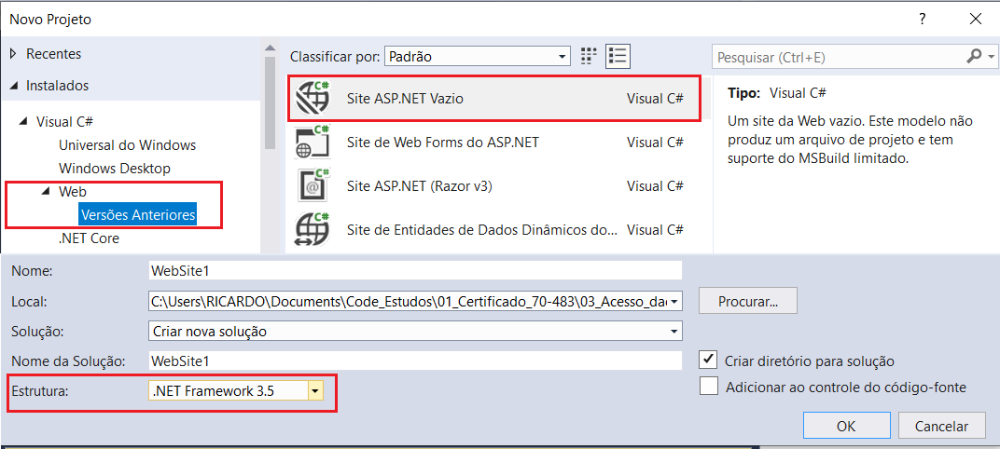 Novo Projeto
? ×
Recentes
Instalados
Visual C#
Universal do Windows
Windows Desktop
Web
Versões Anteriores
.NET Core
Classificar por: Padrão
Site ASP.NET Vazio Visual C#
Site de Web Forms do ASP.NET Visual C#
Site ASP.NET (Razor v3) Visual C#
Site de Entidades de Dados Dinâmicos do... Visual C#
Pesquisar (Ctrl+E)
Tipo: Visual C#
Um site da Web vazio. Este modelo não
produz um arquivo de projeto e tem
suporte do MSBuild limitado.
Nome: WebSite1
Local: C:\Users\RICARDO\Documents\Code_Estudos\01_Certificado_70-483\03_Acesso_dad Procurar...
Solução: Criar nova solução
Nome da Solução: WebSite1
Criar diretório para solução
Estrutura: .NET Framework 3.5
Adicionar ao controle do código-fonte
OK Cancelar